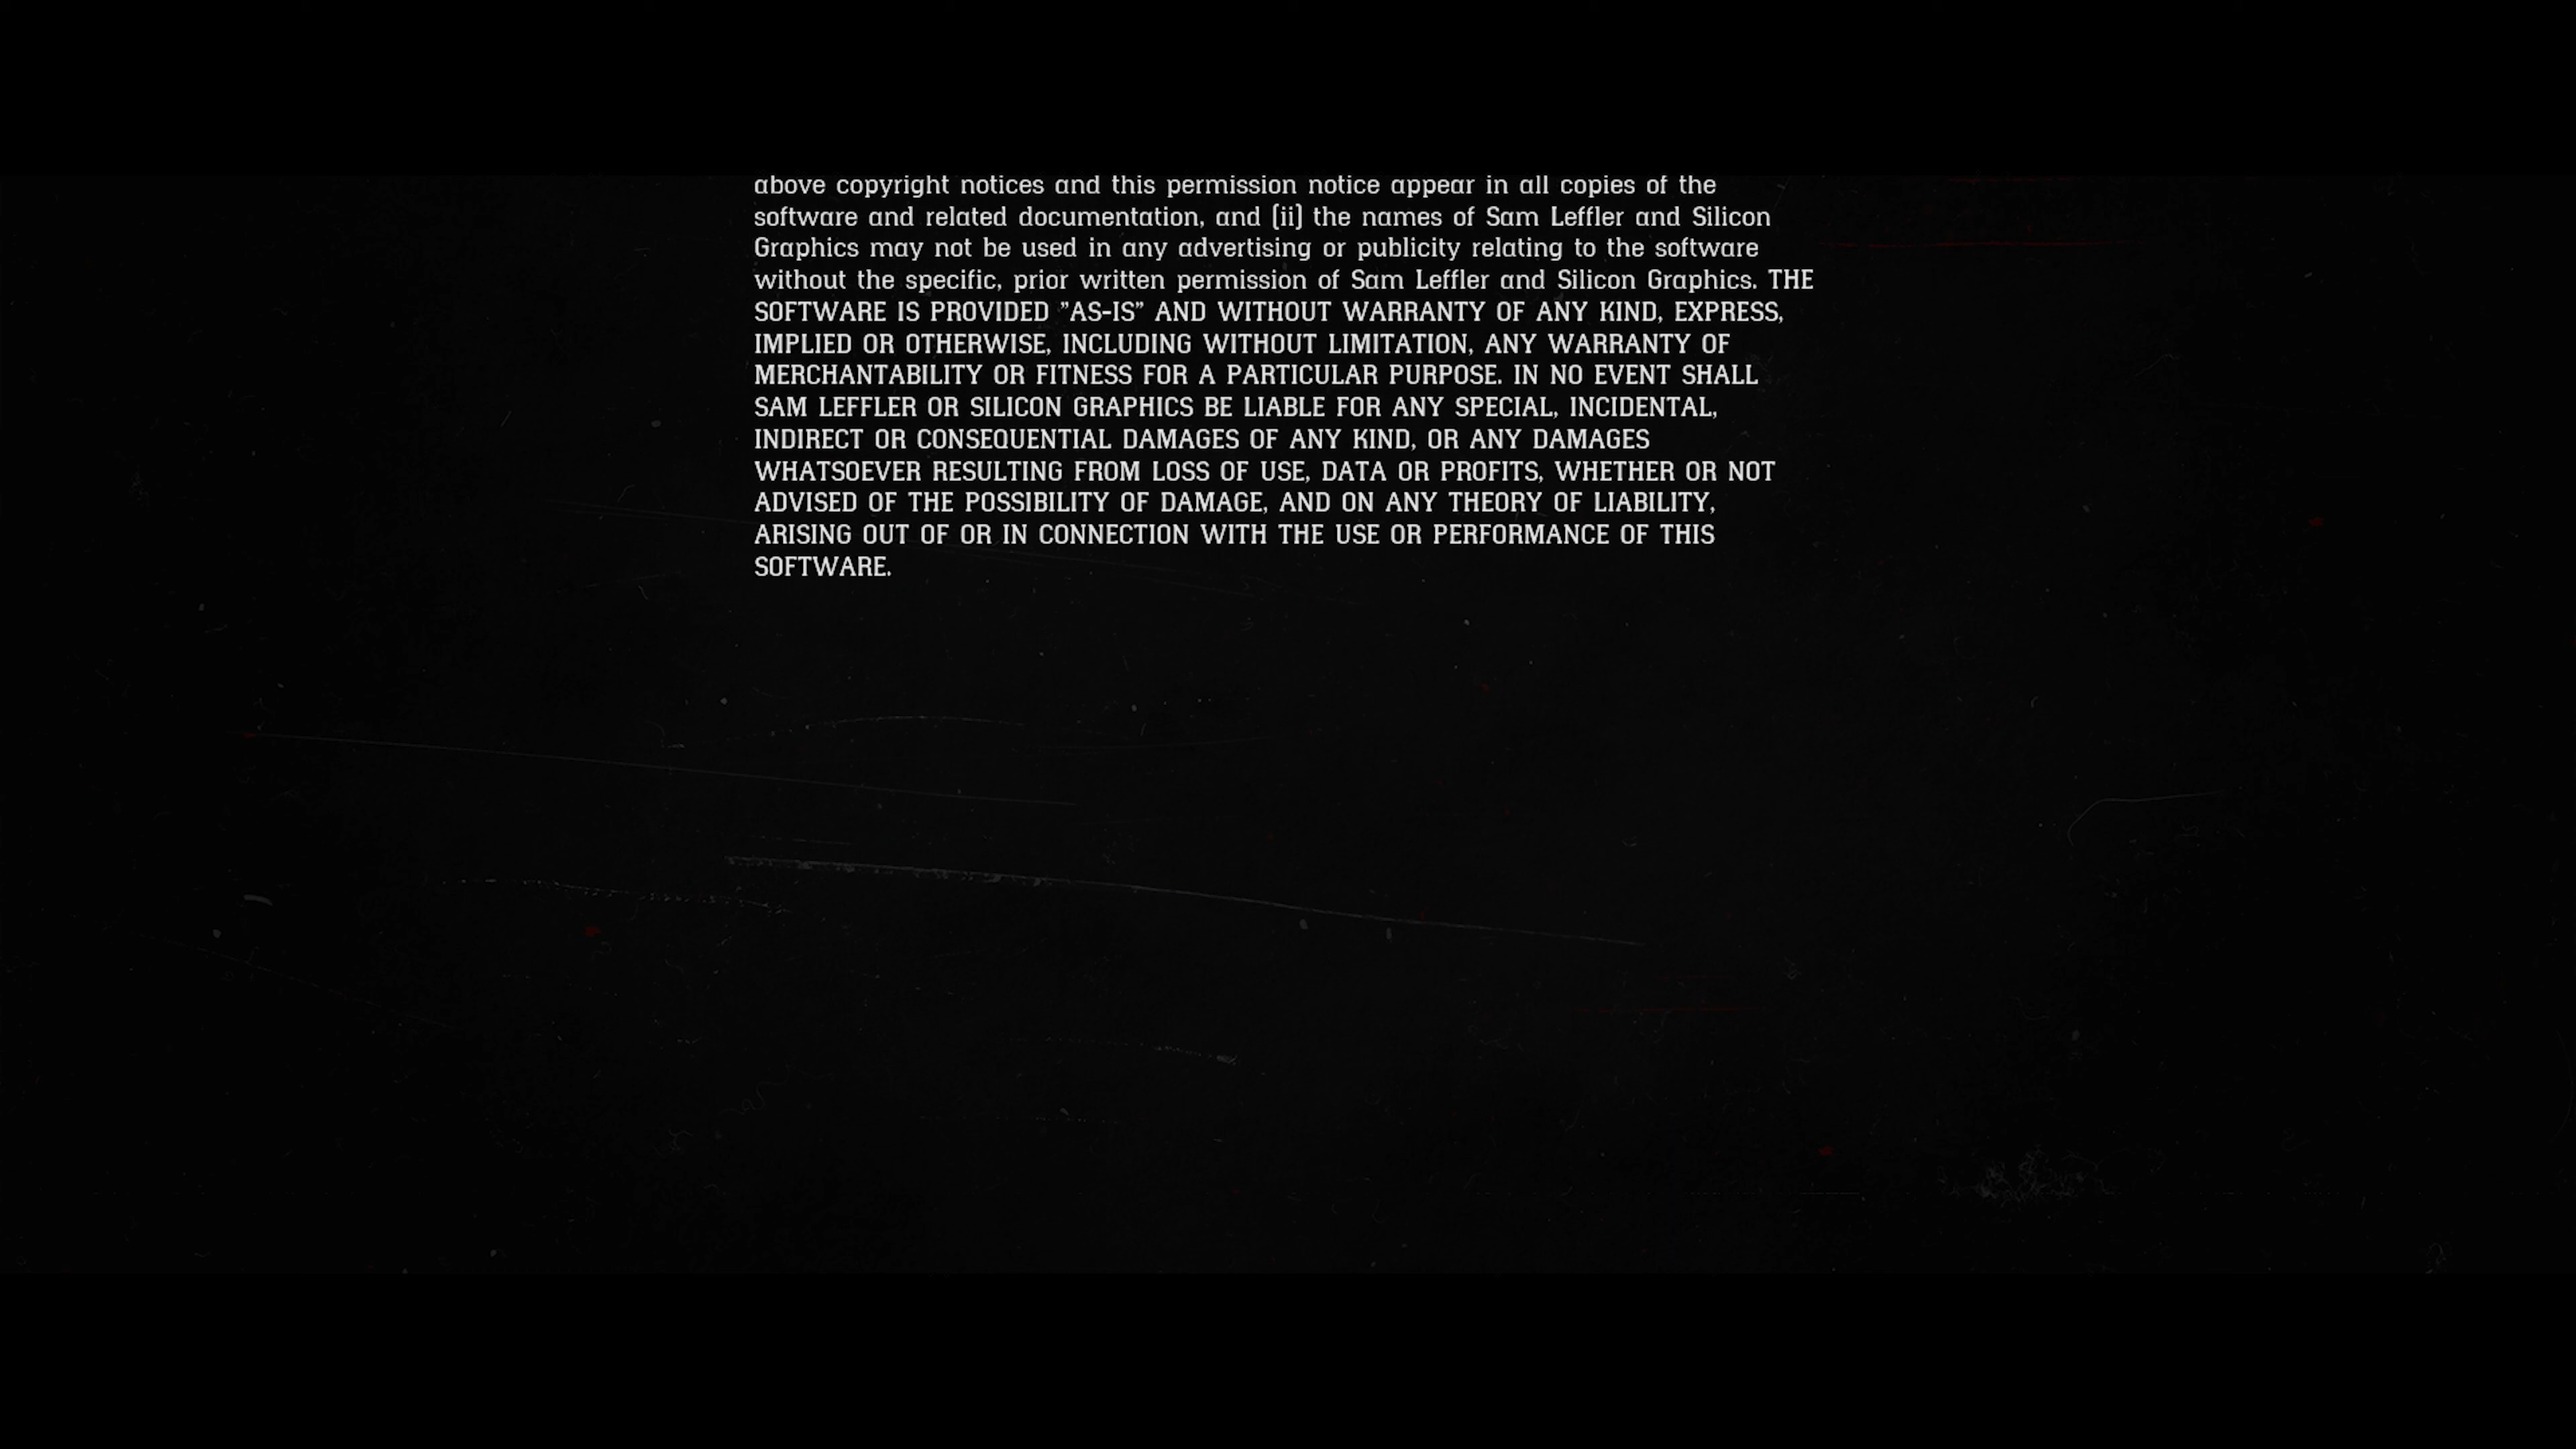 above copyright notices and this permission notice appear in all copies of the
software and related documentation, and (ii) the names of Sam Leffler and Silicon
Graphics may not be used in any advertising or publicity relating to the software
without the specific, prior written permission of Sam Leffler and Silicon Graphics. THE
SOFTWARE IS PROVIDED ”AS-IS” AND WITHOUT WARRANTY OF ANY KIND, EXPRESS,
IMPLIED OR OTHERWISE, INCLUDING WITHOUT LIMITATION, ANY WARRANTY OF
MERCHANTABILITY OR FITNESS FOR A PARTICULAR PURPOSE. IN NO EVENT SHALL
SAM LEFFLER OR SILICON GRAPHICS BE LIABLE FOR ANY SPECIAL, INCIDENTAL,
INDIRECT OR CONSEQUENTIAL DAMAGES OF ANY KIND, OR ANY DAMAGES
WHATSOEVER RESULTING FROM LOSS OF USE, DATA OR PROFITS, WHETHER OR NOT
ADVISED OF THE POSSIBILITY OF DAMAGE, AND ON ANY THEORY OF LIABILITY,
ARISING OUT OF OR IN CONNECTION WITH THE USE OR PERFORMANCE OF THIS
SOFTWARE.